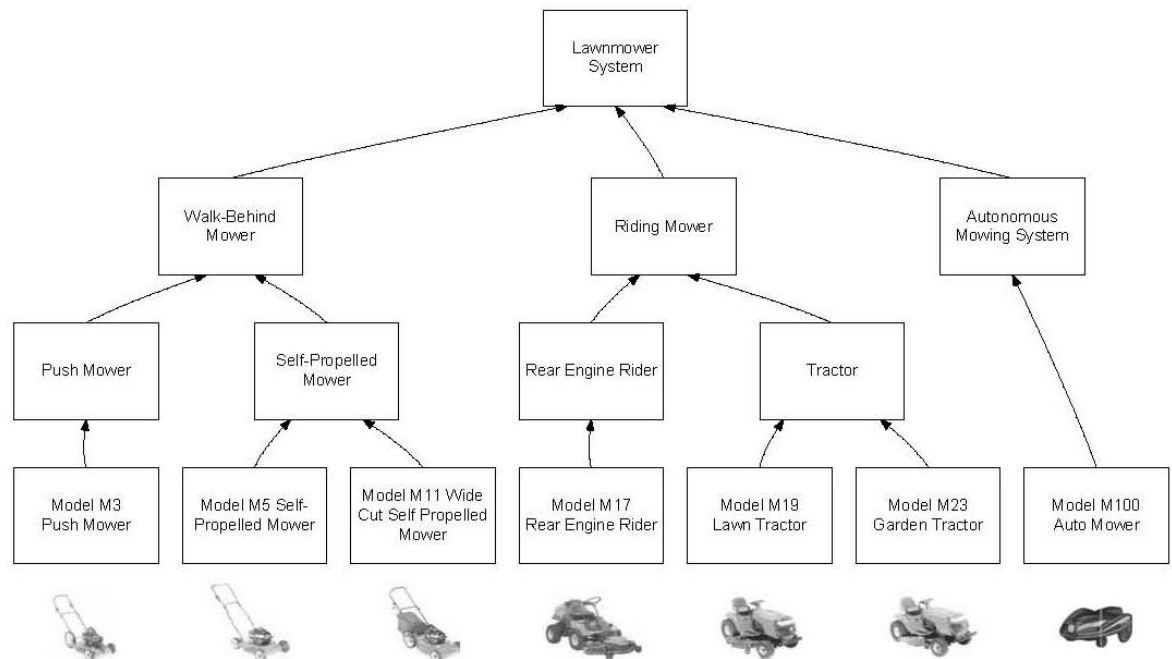 Lawnmower
System
Walk-Behind
Mower
Riding Mower
Autonomous
Mowing System
Push Mower
Self-Propelled
Mower
Rear Engine Rider
Tractor
Model M3
Push Mower
Model M5 Self-
Propelled Mower
Model M11 Wide
Cut Self Propelled
Mower
Model M17
Rear Engine Rider
Model M19
Lawn Tractor
Model M23
Garden Tractor
Model M100
Auto Mower